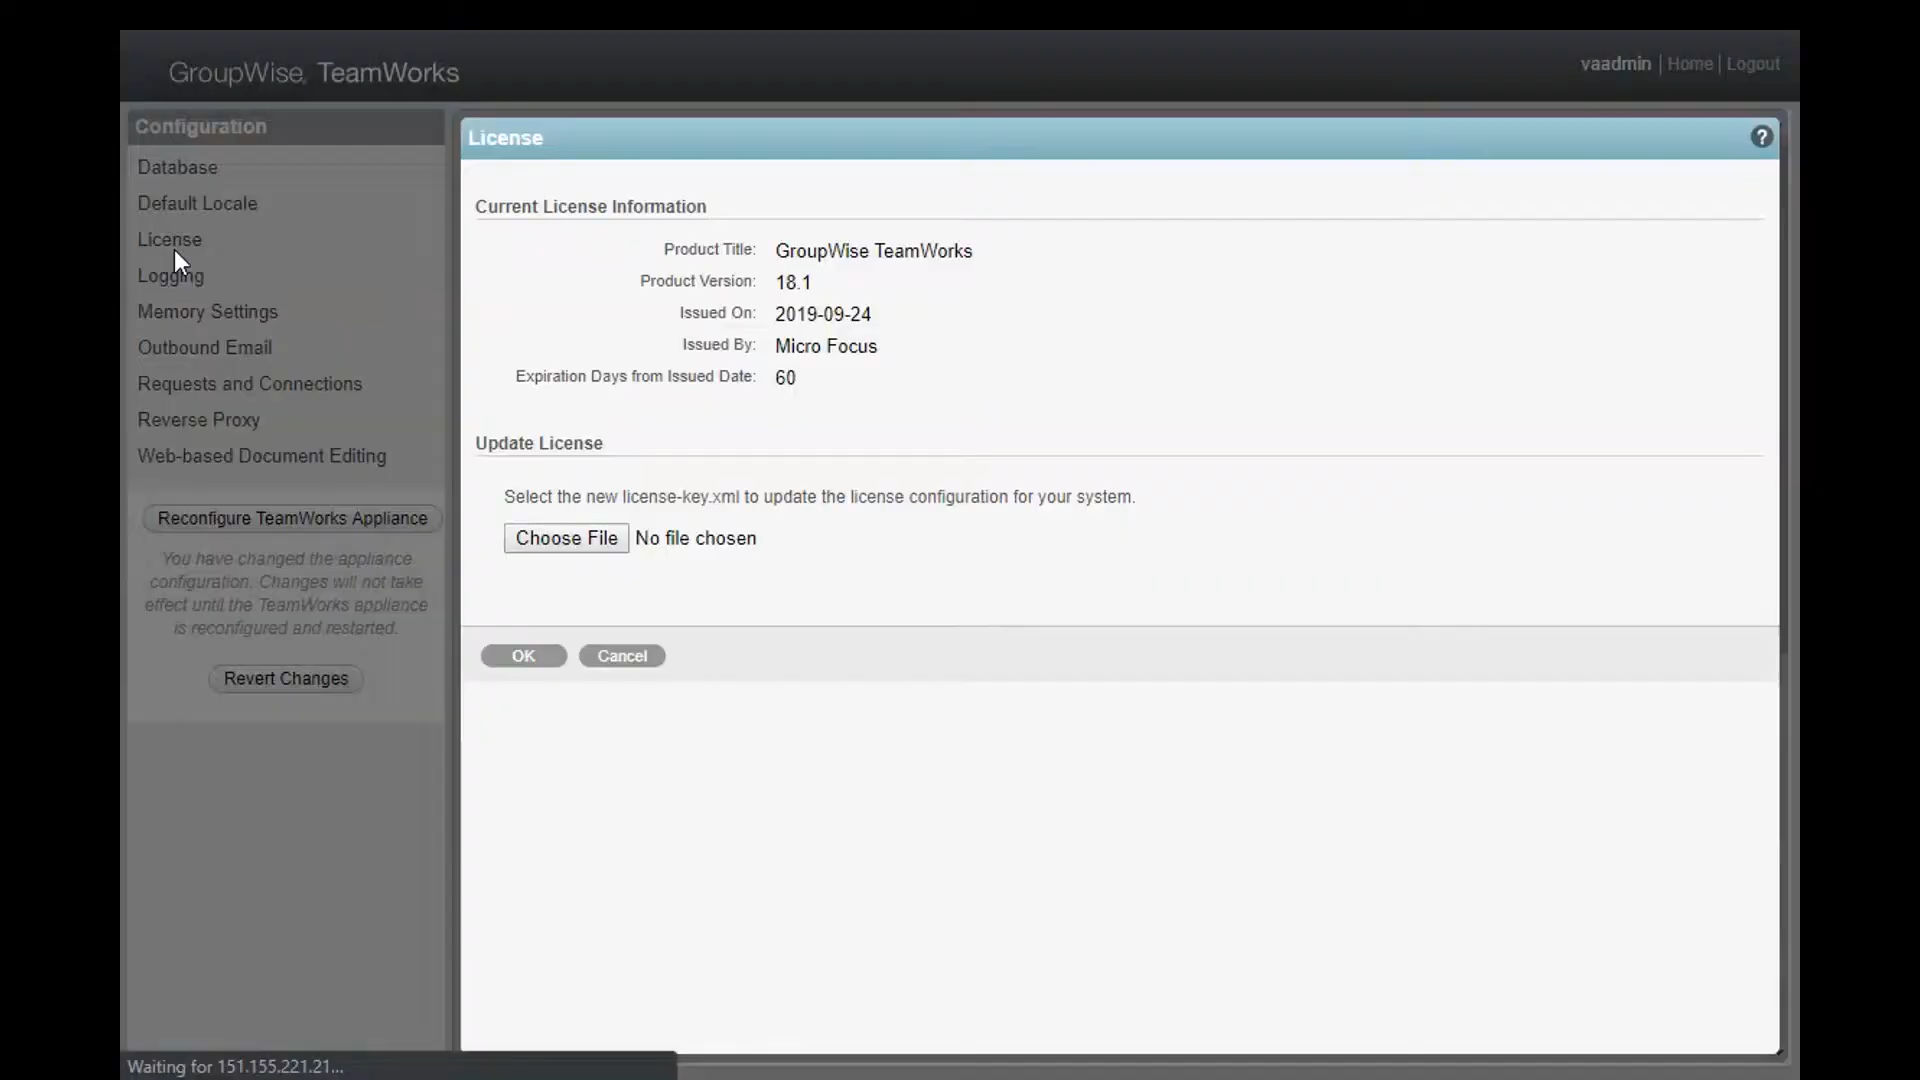 GroupWise. TeamWorks
vaadmin | Home | Logout
Configuration
Database
Default Locale
License
Logging
Memory Settings
Outbound Email
Requests and Connections
Reverse Proxy
Web-based Document Editing
Reconfigure TeamWorks Appliance
You have changed the appliance
configuration. Changes will not take
effect until the TeamWorks appliance
is reconfigured and restarted.
Revert Changes
License
?
Current License Information
Product Title: GroupWise TeamWorks
Product Version: 18.1
Issued On: 2019-09-24
Issued By: Micro Focus
Expiration Days from Issued Date: 60
Update License
Select the new license-key.xml to update the license configuration for your system.
Choose File No file chosen
OK Cancel
Waiting for 151.155.221.21...